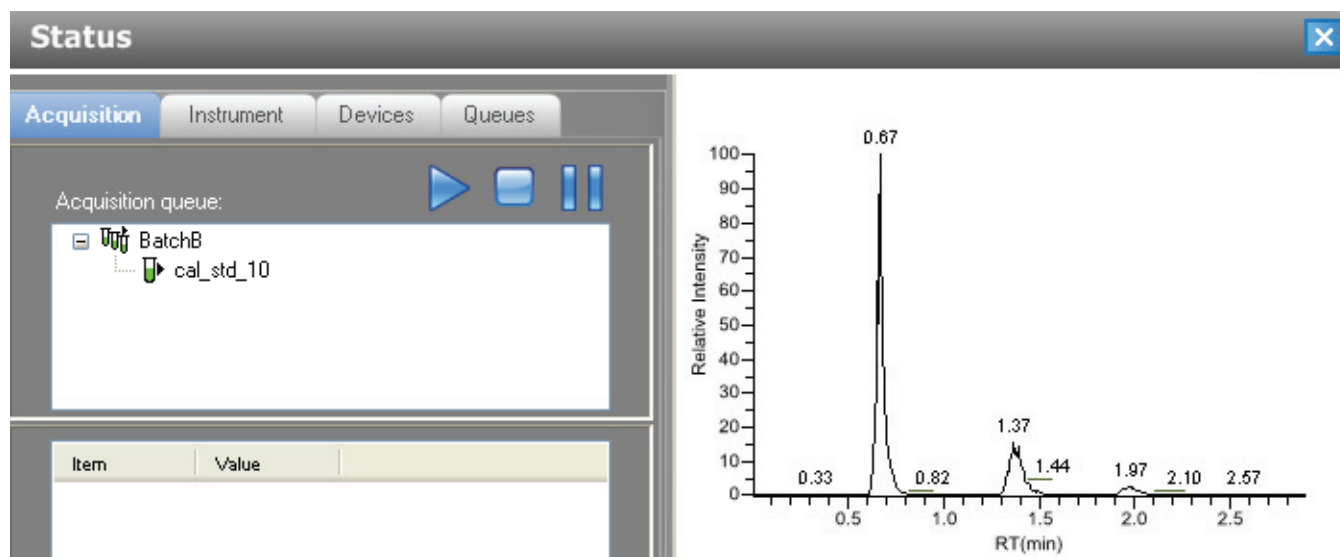 Status
Acquisition Instrument Devices Queues
Acquisition queue:
BatchB
cal_std_10
Item Value
0.67
100
90
80
70
60
50
40
30
20
10
0
Relative Intensity
0.33
0.82
1.37
1.44
1.97
2.10
2.57
0.5 1.0 1.5 2.0 2.5
RT(min)